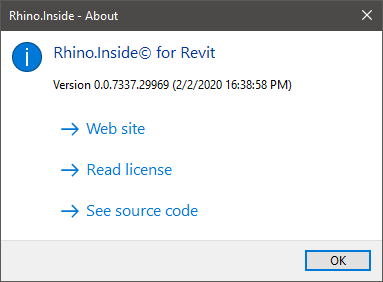 Rhino.Inside - About
Rhino.Inside© for Revit
Version 0.0.7337.29969 (2/2/2020 16:38:58 PM)
Web site
Read license
See source code
OK